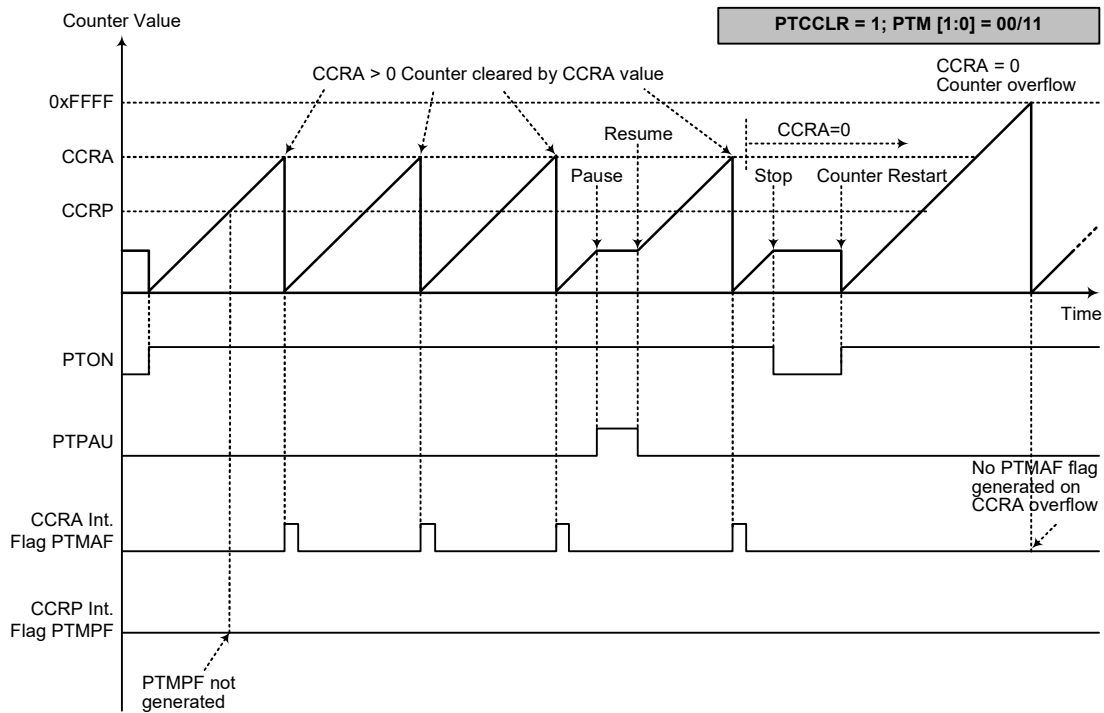 Counter Value
PTCCLR = 1; PTM [1:0] = 00/11
CCRA > 0 Counter cleared by CCRA value
CCRA = 0
Counter overflow
0xFFFF
Resume
CCRA=0
CCRA
Pause
Stop
Counter Restart
CCRP
Time
PTON
PTPAU
No PTMAF flag
generated on
CCRA overflow
CCRA Int.
Flag PTMAF
CCRP Int.
Flag PTMPF
PTMPF not
generated